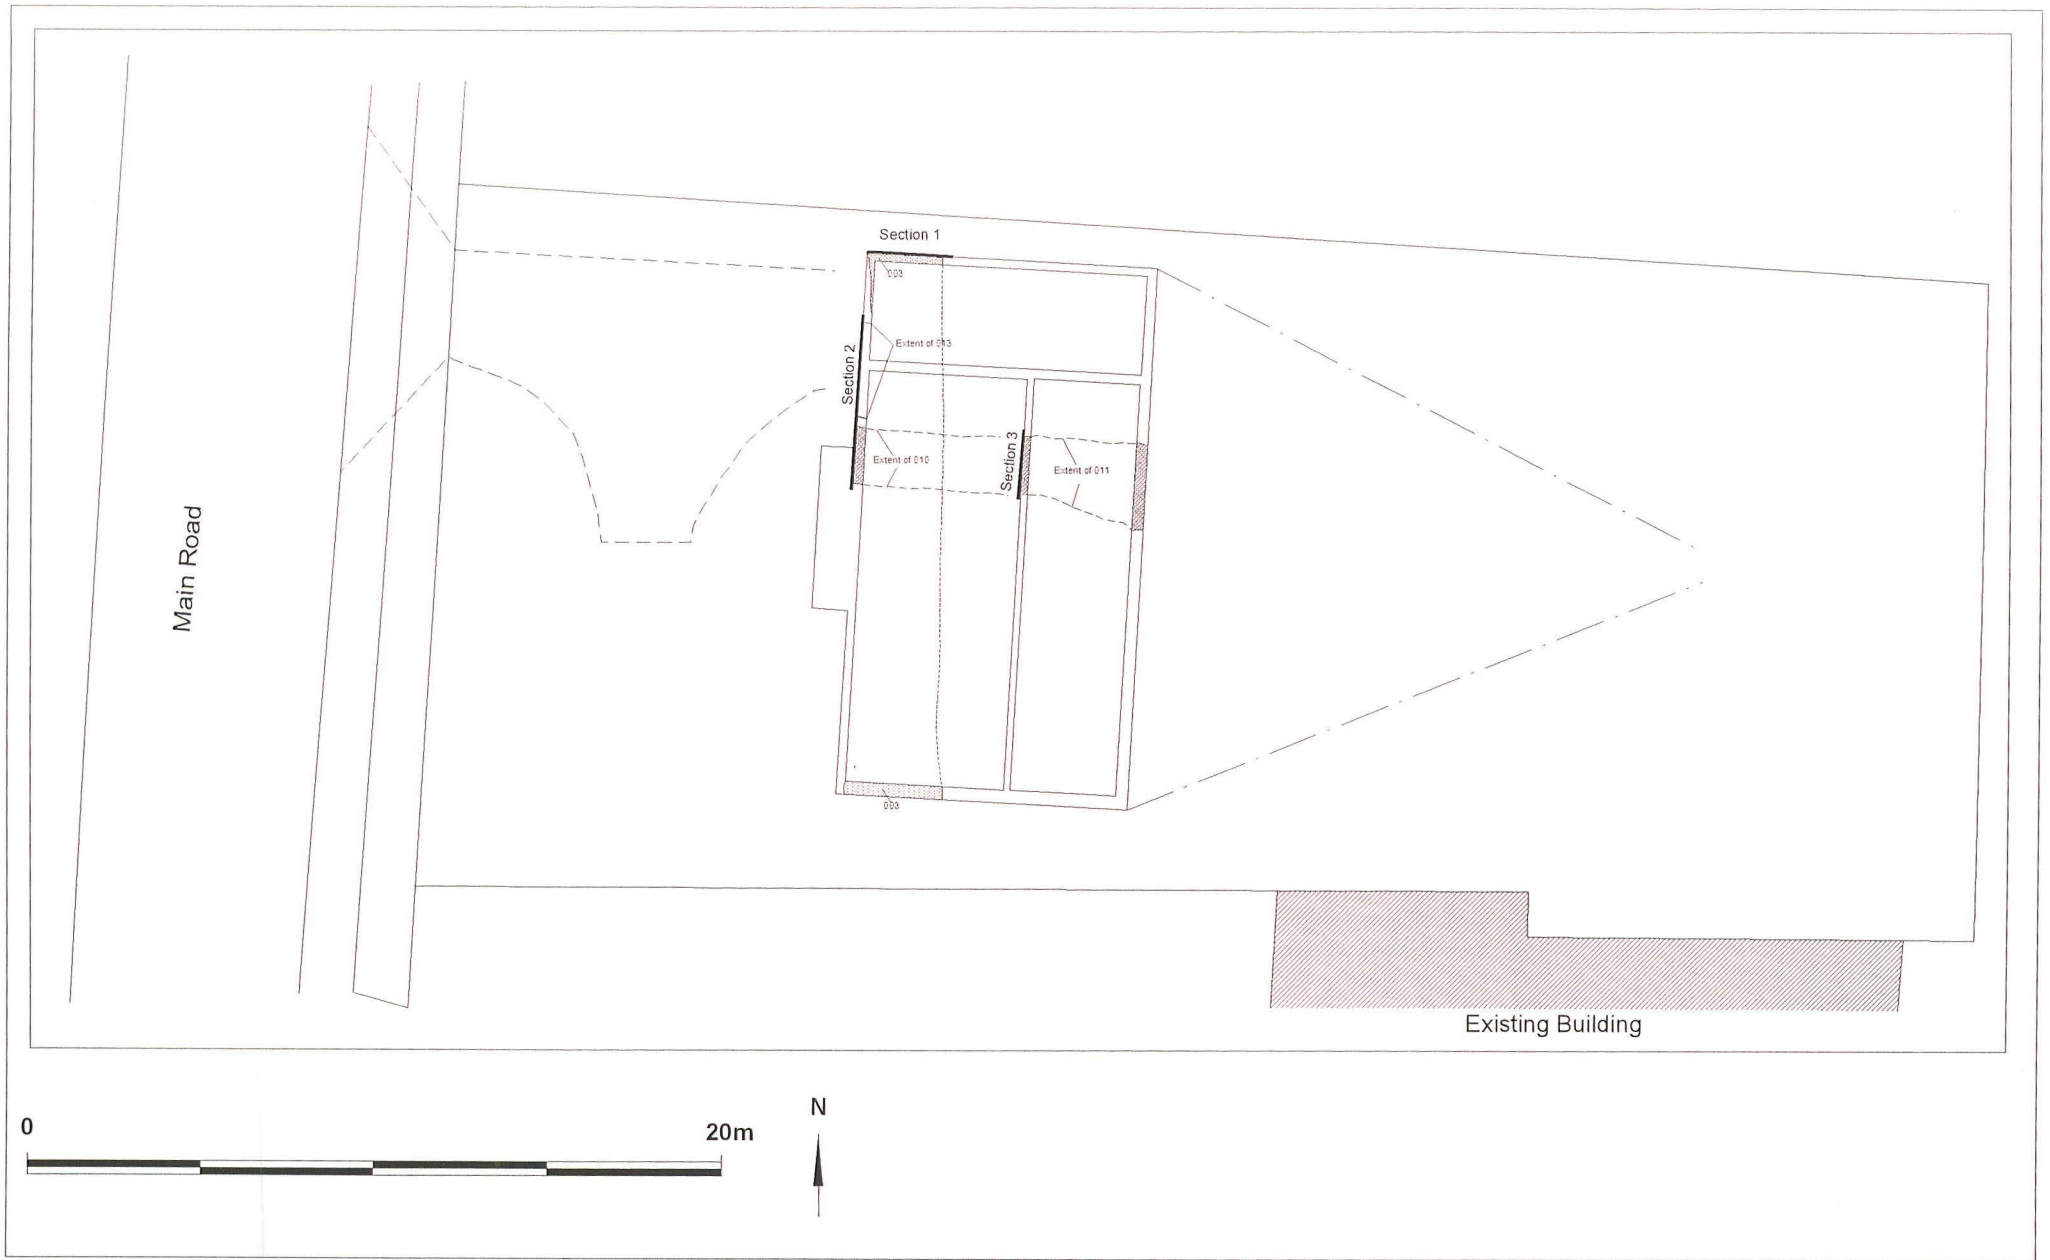 Section 1
003
Extent of 013
Section 2
Section 3
Extent of 010
Extent of 011
Main Road
003
Existing Building
0
20m
N